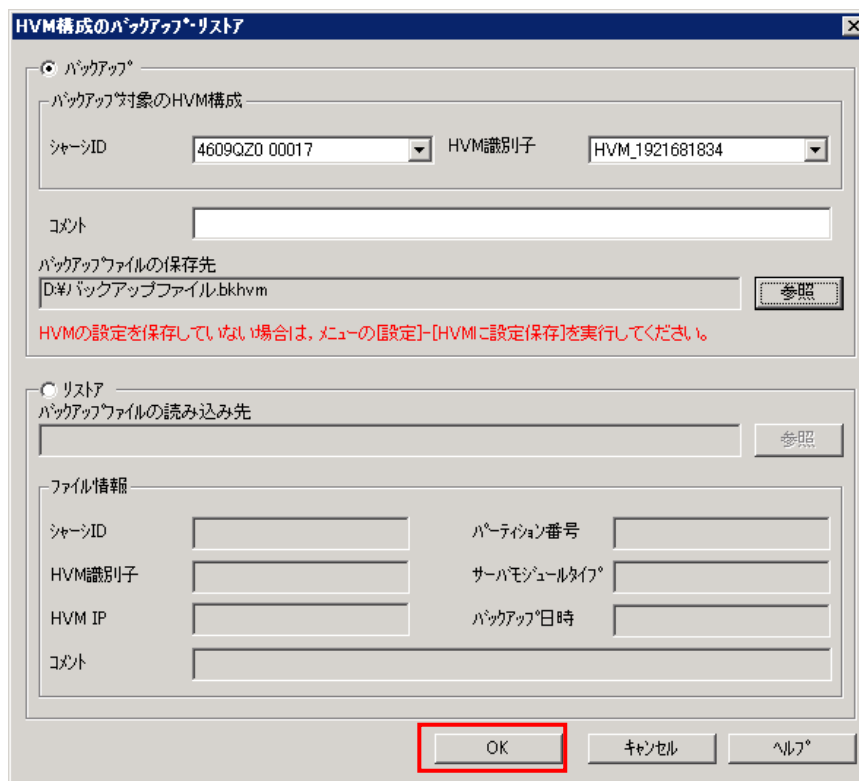 HVM構成のバックアップ・リストア
バックアップ
バックアップ対象のHVM構成
シャーシID 4609QZ0 00017 HVM識別子 HVM_1921681834
コメント
バックアップファイルの保存先
D:¥バックアップファイル.bkhvm 参照
HVMの設定を保存していない場合は，メニューの[設定]-[HVMに設定保存]を実行してください。
リストア
バックアップファイルの読み込み先
参照
ファイル情報
シャーシID パーティション番号
HVM識別子 サーバモジュールタイプ
HVM IP バックアップ日時
コメント
OK キャンセル ヘルプ